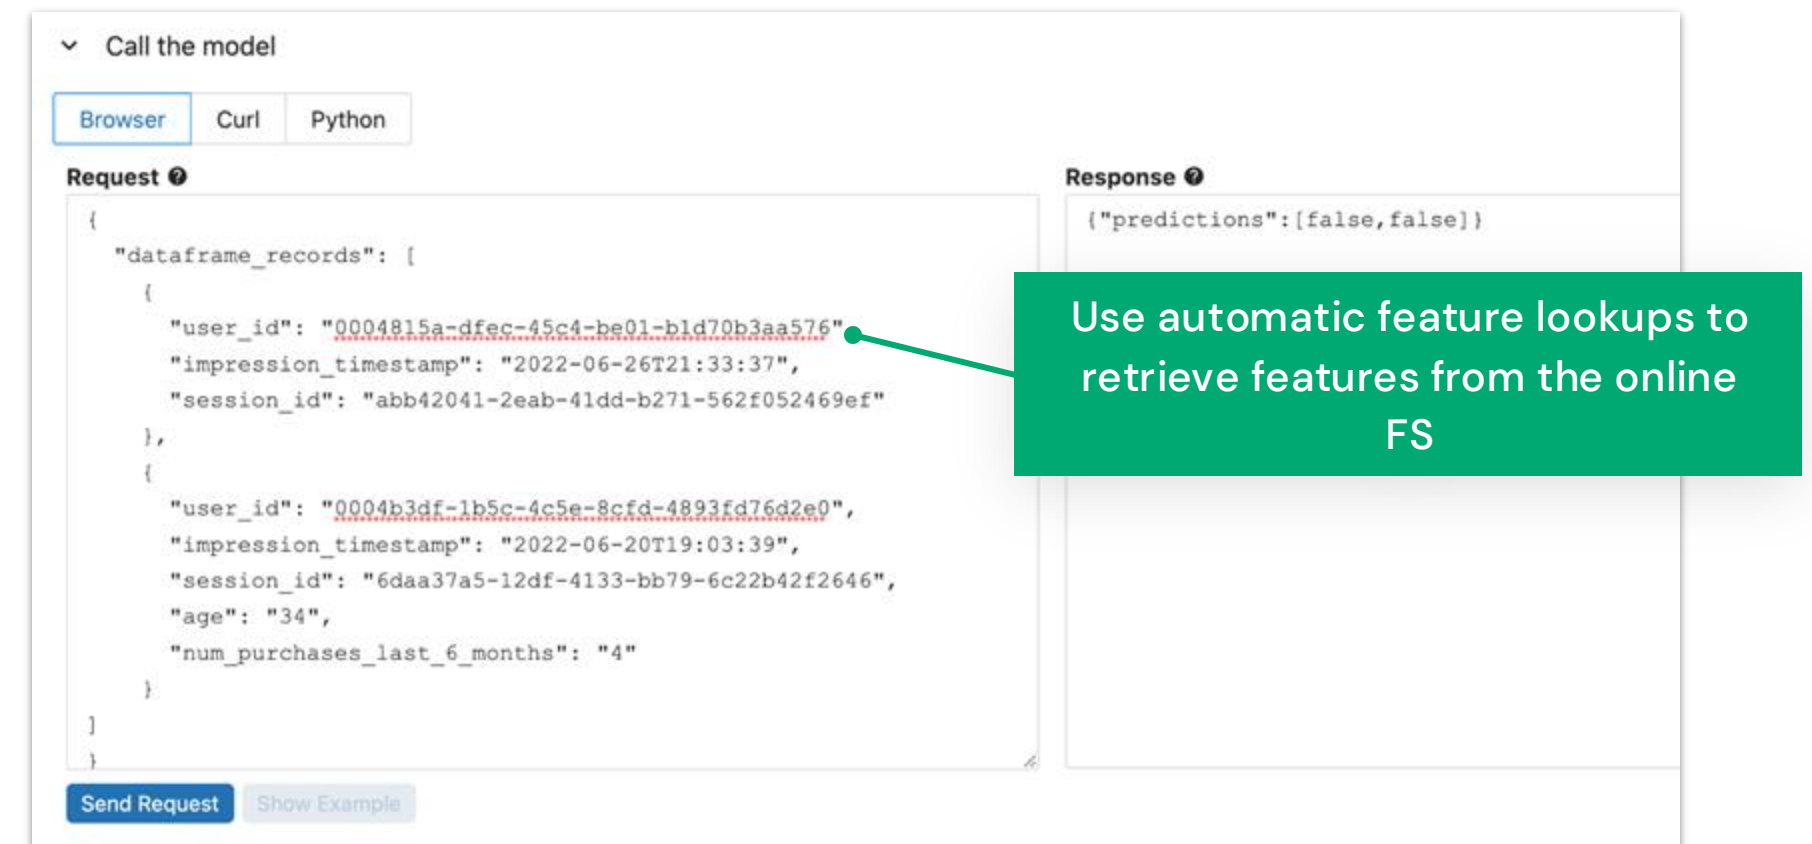 Call the model
Browser
Curl
Python
Request
Response
{
"dataframe_records": [
{
"user_id": "0004815a-dfec-45c4-be01-b1d70b3aa576"
"impression_timestamp": "2022-06-26T21:33:37",
"session_id": "abb42041-2eab-41dd-b271-562f052469ef"
},
{
"user_id": "0004b3df-1b5c-4c5e-8cfd-4893fd76d2e0",
"impression_timestamp": "2022-06-20T19:03:39",
"session_id": "6daa37a5-12df-4133-bb79-6c22b42f2646",
"age": "34",
"num_purchases_last_6_months": "4"
}
]
}
{"predictions":[false,false]}
Use automatic feature lookups to
retrieve features from the online
FS
Send Request
Show Example